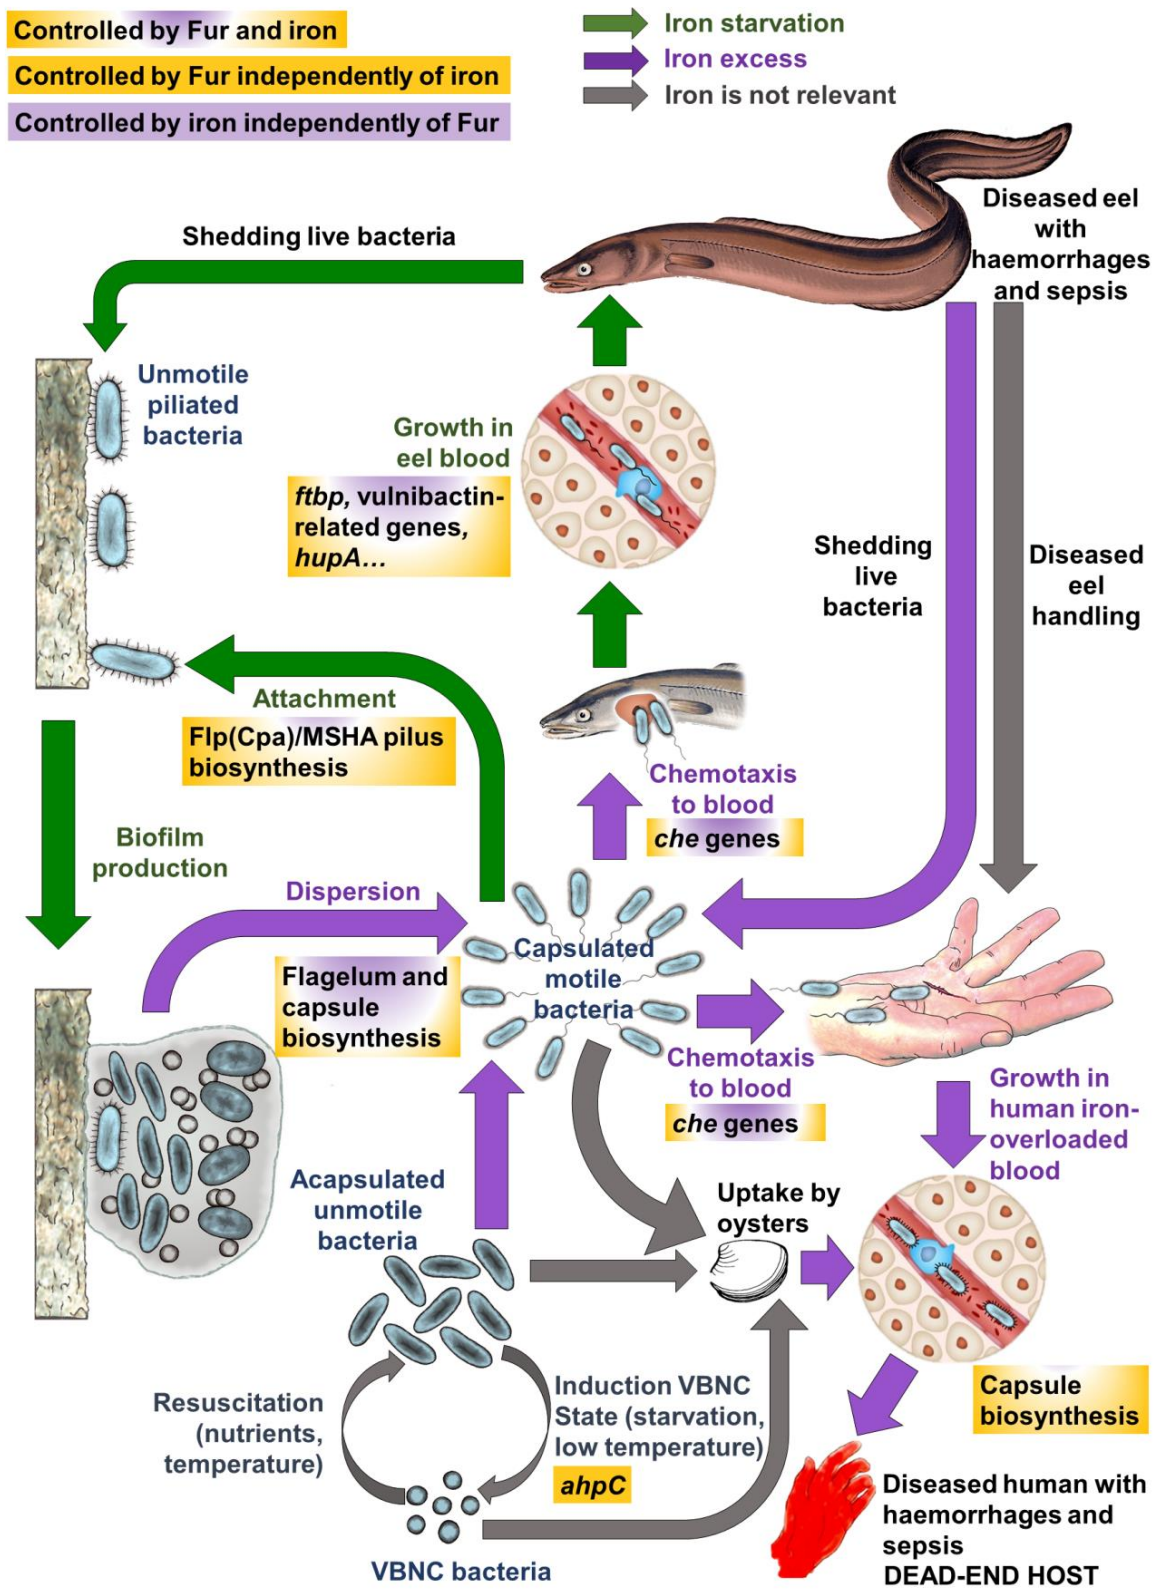 Controlled by Fur and iron
Controlled by Fur independently of iron
Controlled by iron independently of Fur
Iron starvation
Iron excess
Iron is not relevant
Diseased eel
with
haemorrhages
and sepsis
Shedding live bacteria
Unmotile
piliated
bacteria
Growth in
eel blood
ftbp, vulnibactin-
related genes,
hupA...
Shedding
live
bacteria
Diseased
eel
handling
Attachment
Flp(Cpa)/MSHA pilus
biosynthesis
Chemotaxis
to blood
che genes
Biofilm
production
Dispersion
Flagelum and
capsule
biosynthesis
Capsulated
motile
bacteria
Chemotaxis
to blood
che genes
Growth in
human iron-
overloaded
blood
Acapsulated
unmotile
bacteria
Uptake by
oysters
Resuscitation
(nutrients,
temperature)
Induction VBNC
State (starvation,
low temperature)
ahpC
Capsule
biosynthesis
VBNC bacteria
Diseased human with
haemorrhages and
sepsis
DEAD-END HOST